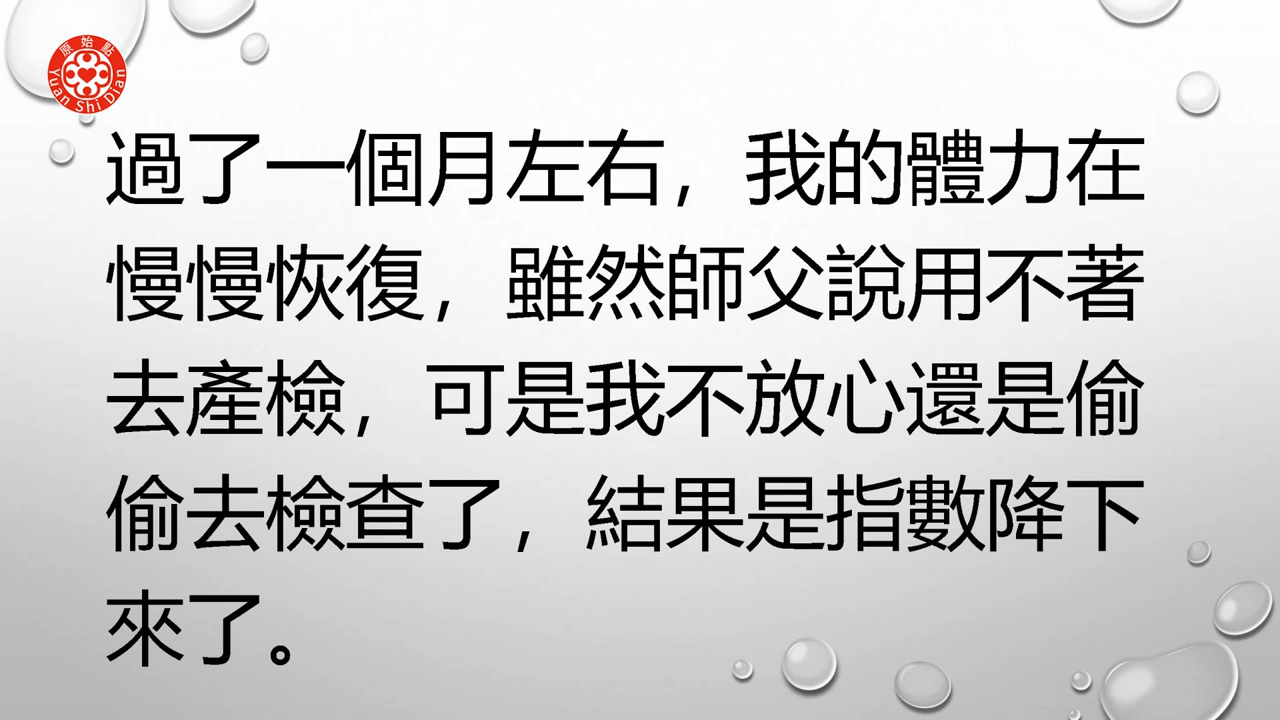 原始點
Yuan Shi Dian
過了一個月左右，我的體力在
慢慢恢復，雖然師父說用不著
去產檢，可是我不放心還是偷
偷去檢查了，結果是指數降下
來了。